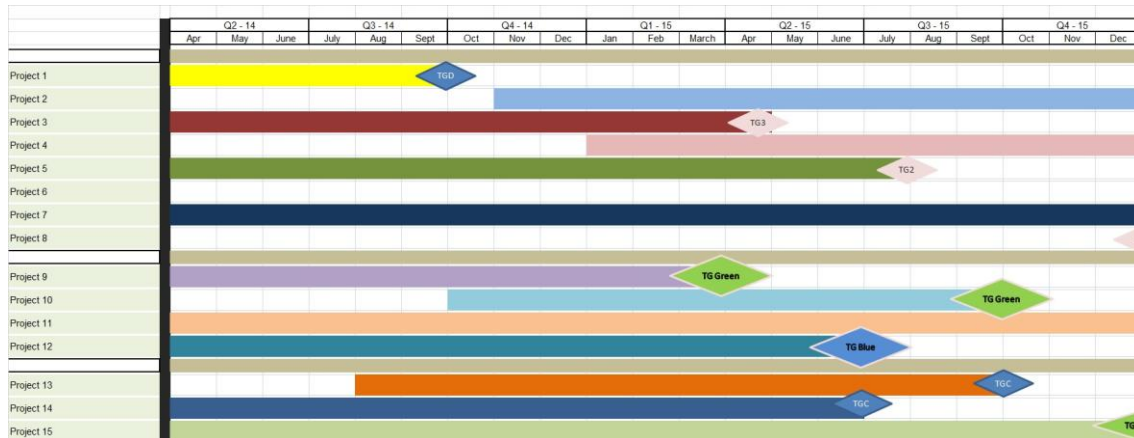 Q2 - 14 Q3 - 14 Q4 - 14 Q1 - 15 Q2 - 15 Q3 - 15 Q4 - 15
Apr May June July Aug Sept Oct Nov Dec Jan Feb March Apr May June July Aug Sept Oct Nov Dec
Project 1 TGD
Project 2
Project 3 TG3
Project 4
Project 5 TG2
Project 6
Project 7
Project 8
Project 9 TG Green
Project 10 TG Green
Project 11
Project 12 TG Blue
Project 13 TGC
Project 14 TGC
Project 15